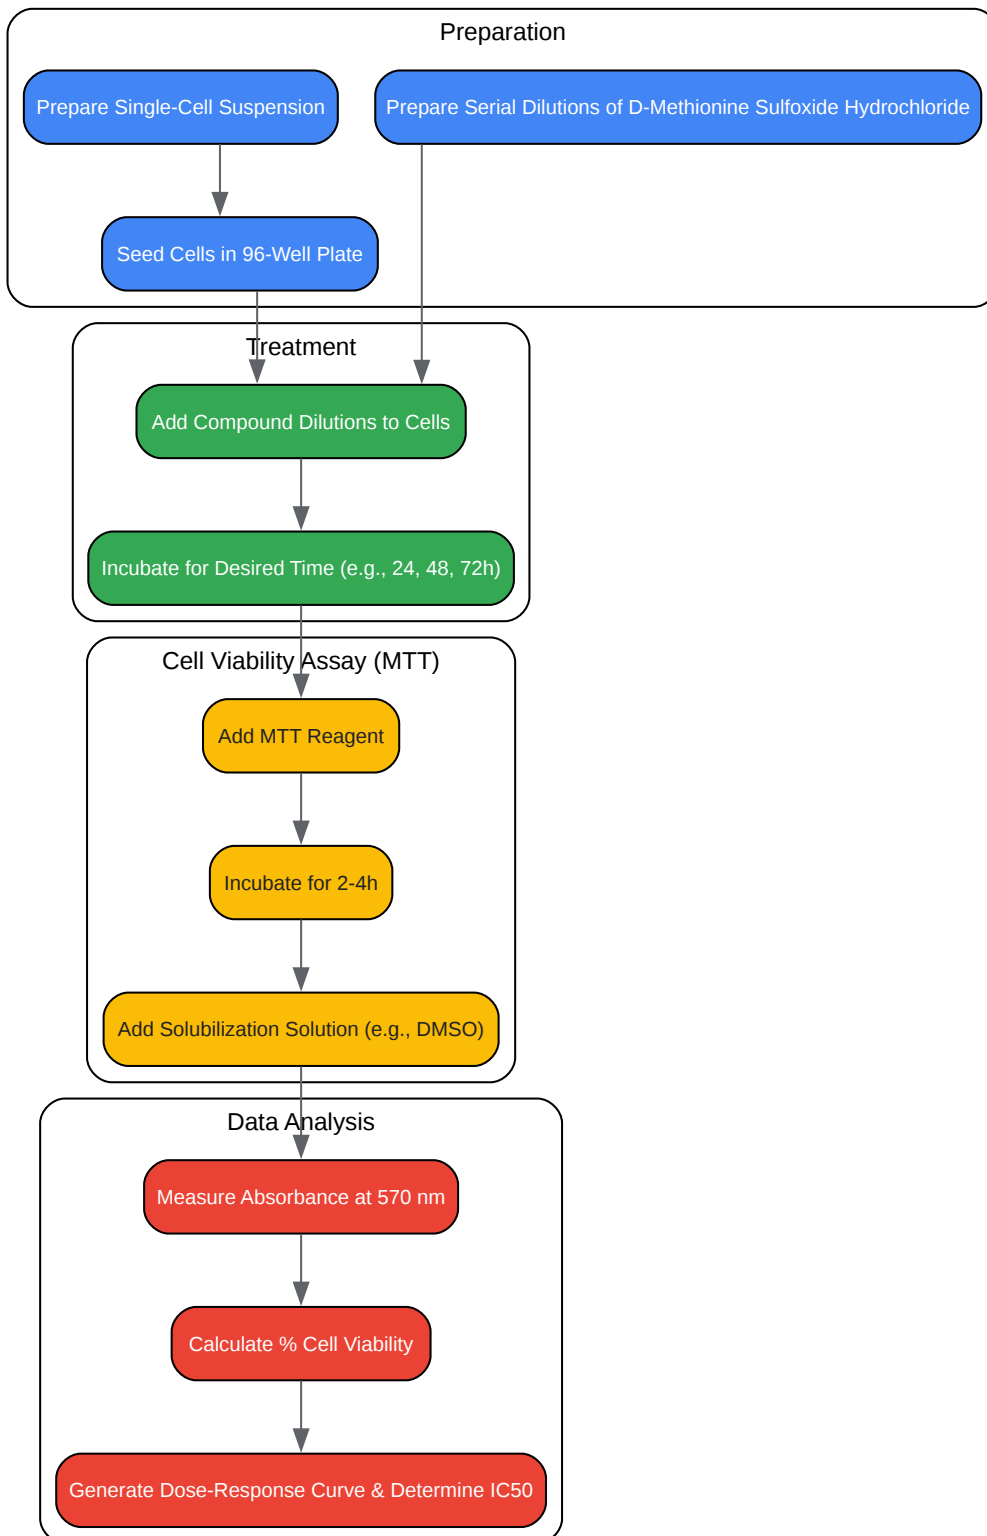 Preparation
Prepare Single-Cell Suspension
Prepare Serial Dilutions of D-Methionine Sulfoxide Hydrochloride
Seed Cells in 96-Well Plate
Treatment
Add Compound Dilutions to Cells
Incubate for Desired Time (e.g., 24, 48, 72h)
Cell Viability Assay (MTT)
Add MTT Reagent
Incubate for 2-4h
Add Solubilization Solution (e.g., DMSO)
Data Analysis
Measure Absorbance at 570 nm
Calculate % Cell Viability
Generate Dose-Response Curve & Determine IC50